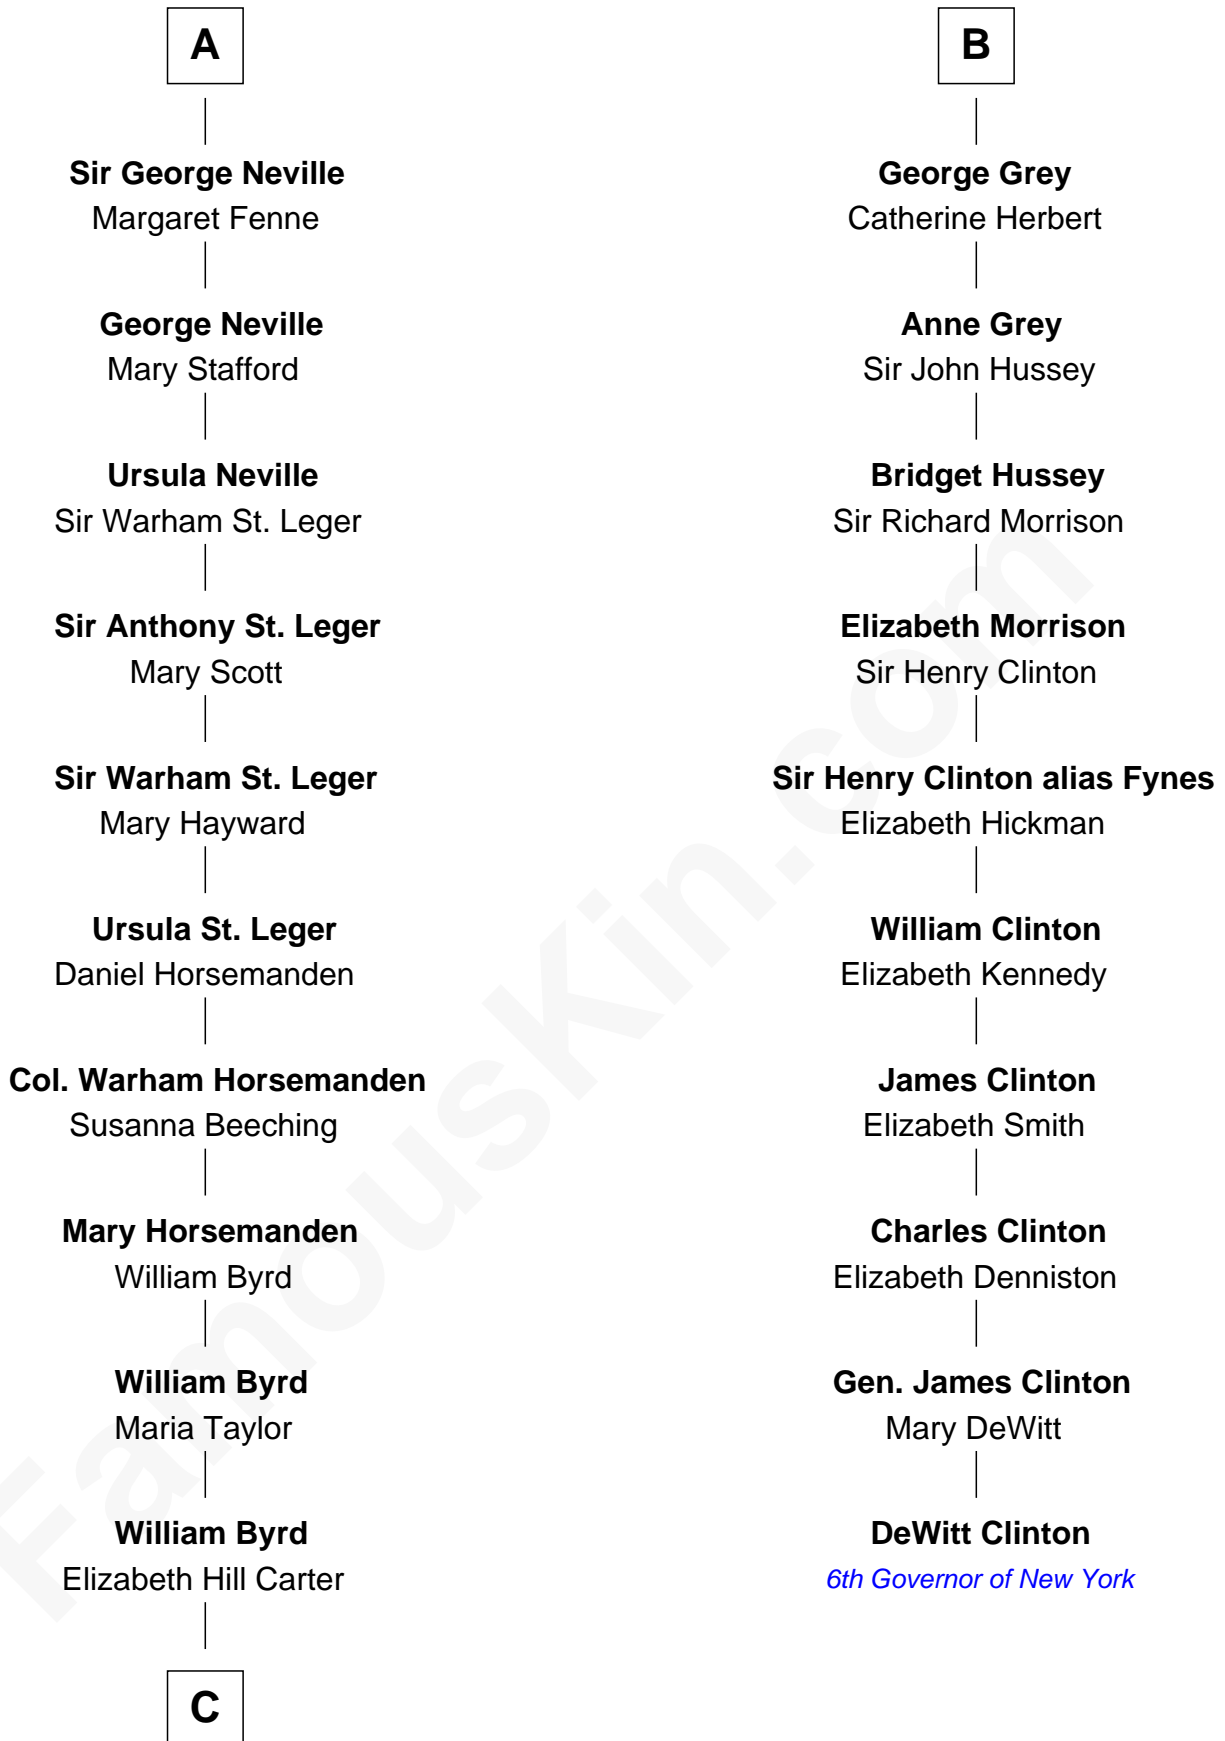 A
Sir George Neville
Margaret Fenne
George Neville
Mary Stafford
Ursula Neville
Sir Warham St. Leger
Sir Anthony St. Leger
Mary Scott
Sir Warham St. Leger
Mary Hayward
Ursula St. Leger
Daniel Horsemanden
Col. Warham Horsemanden
Susanna Beeching
Mary Horsemanden
William Byrd
William Byrd
Maria Taylor
William Byrd
Elizabeth Hill Carter
C
B
George Grey
Catherine Herbert
Anne Grey
Sir John Hussey
Bridget Hussey
Sir Richard Morrison
Elizabeth Morrison
Sir Henry Clinton
Sir Henry Clinton alias Fynes
Elizabeth Hickman
William Clinton
Elizabeth Kennedy
James Clinton
Elizabeth Smith
Charles Clinton
Elizabeth Denniston
Gen. James Clinton
Mary DeWitt
DeWitt Clinton
6th Governor of New York
FamousKin.com